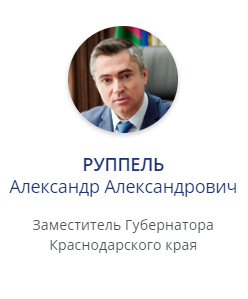 РУППЕЛЬ
Александр Александрович
Заместитель Губернатора
Краснодарского края